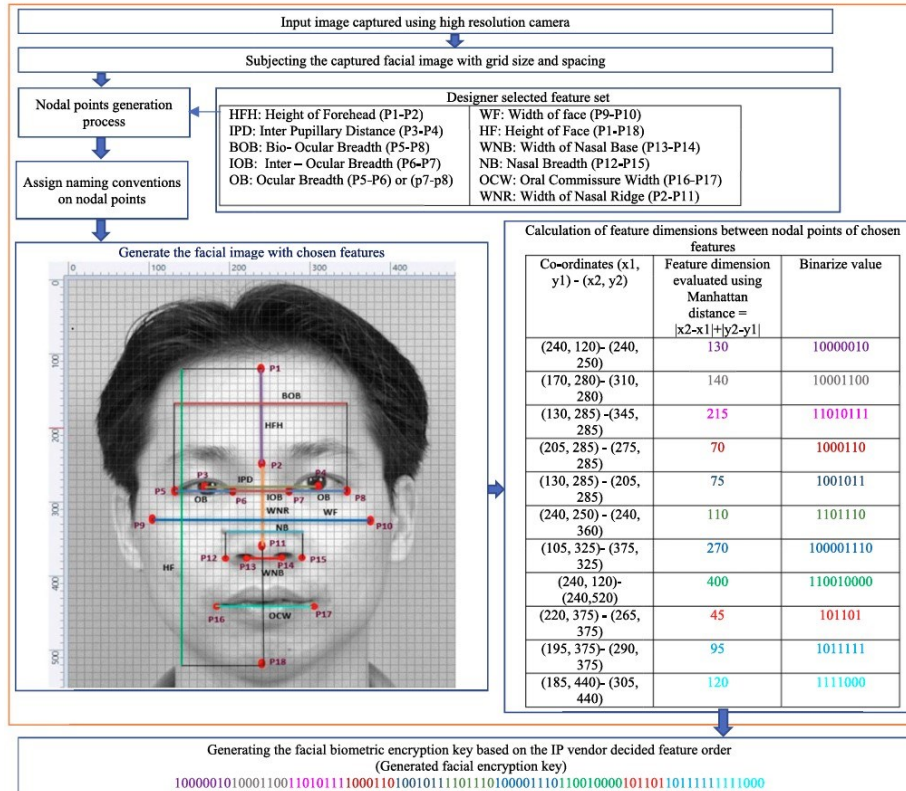 Input image captured using high resolution camera
Subjecting the captured facial image with grid size and spacing
Nodal points generation
process
Designer selected feature set
HFH: Height of Forehead (P1-P2)
IPD: Inter Pupillary Distance (P3-P4)
BOB: Bio- Ocular Breadth (P5-P8)
IOB: Inter – Ocular Breadth (P6-P7)
OB: Ocular Breadth (P5-P6) or (p7-p8)
WF: Width of face (P9-P10)
HF: Height of Face (P1-P18)
WNB: Width of Nasal Base (P13-P14)
NB: Nasal Breadth (P12-P15)
OCW: Oral Commissure Width (P16-P17)
WNR: Width of Nasal Ridge (P2-P11)
Assign naming conventions
on nodal points
Generate the facial image with chosen features
0 100 200 300 400
0
100
200
300
400
500
P1
BOB
HFH
P2
P3 IPD P4
P5 OB P6 IOB P7 OB P8
WNR WF
P9 NB P10
P11
P12 P13 P14 P15
HF WNB
P16 OCW P17
P18
Calculation of feature dimensions between nodal points of chosen
features
Co-ordinates (x1,
y1) - (x2, y2)
Feature dimension
evaluated using
Manhattan
distance =
|x2-x1|+|y2-y1|
Binarize value
(240, 120)- (240,
250)
130
10000010
(170, 280)- (310,
280)
140
10001100
(130, 285) -(345,
285)
215
11010111
(205, 285) - (275,
285)
70
1000110
(130, 285)- (205,
285)
75
1001011
(240, 250) - (240,
360)
110
1101110
(105, 325)- (375,
325)
270
100001110
(240, 120)-
(240,520)
400
110010000
(220, 375) - (265,
375)
45
101101
(195, 375)- (290,
375)
95
1011111
(185, 440)- (305,
440)
120
1111000
Generating the facial biometric encryption key based on the IP vendor decided feature order
(Generated facial encryption key)
10000010100011001101011110001101001011110111010000111011001000010110110111111111000